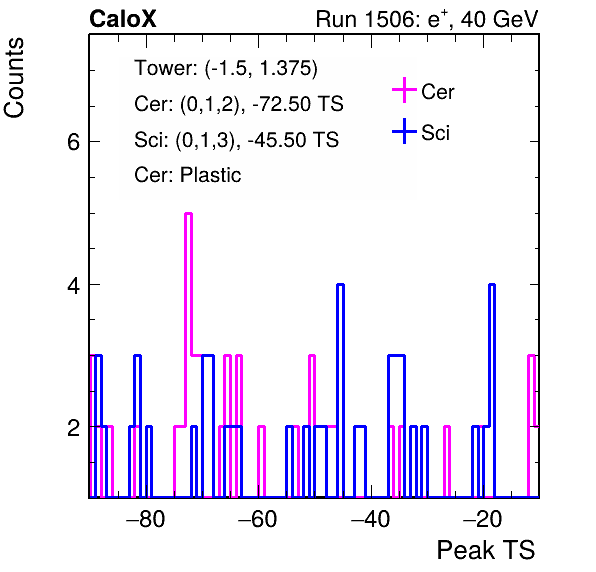 CaloX Run 1506: e⁺, 40 GeV
Counts
Tower: (-1.5, 1.375)
Cer: (0,1,2), -72.50 TS
Sci: (0,1,3), -45.50 TS
Cer: Plastic
Cer
Sci
6
4
2
−80 −60 −40 −20
Peak TS